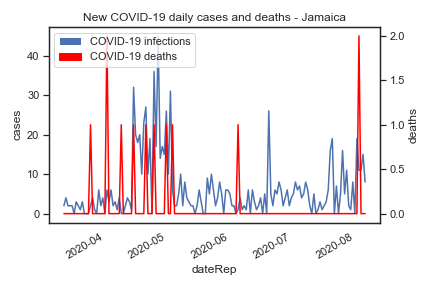 New COVID-19 daily cases and deaths - Jamaica
COVID-19 infections
COVID-19 deaths
cases
40
30
20
10
0
deaths
2.0
1.5
1.0
0.5
0.0
2020-04
2020-05
2020-06
2020-07
2020-08
dateRep